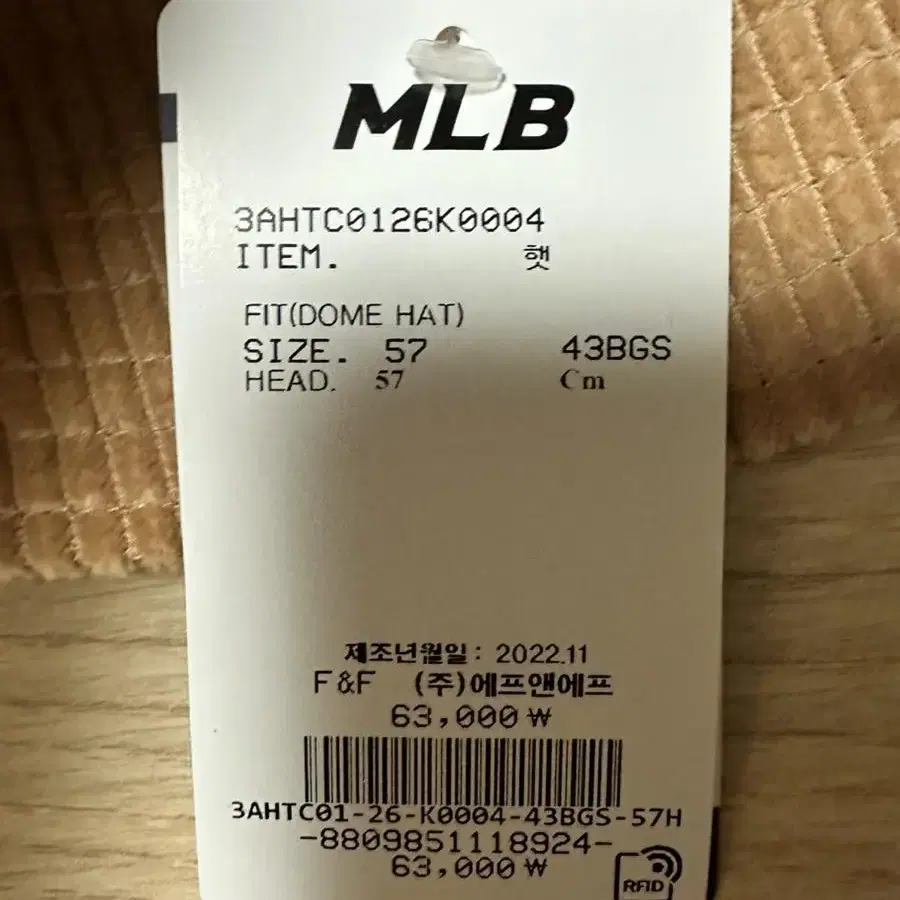 MLB
3AHTC0126K0004
ITEM. 햇
FIT(DOME HAT)
SIZE. 57 43BGS
HEAD. 57 Cm
제조년월일: 2022.11
F&F (주)에프앤에프
63,000₩
3AHTC01-26-K0004-43BGS-57H
-8809851118924-
63,000₩
RFID